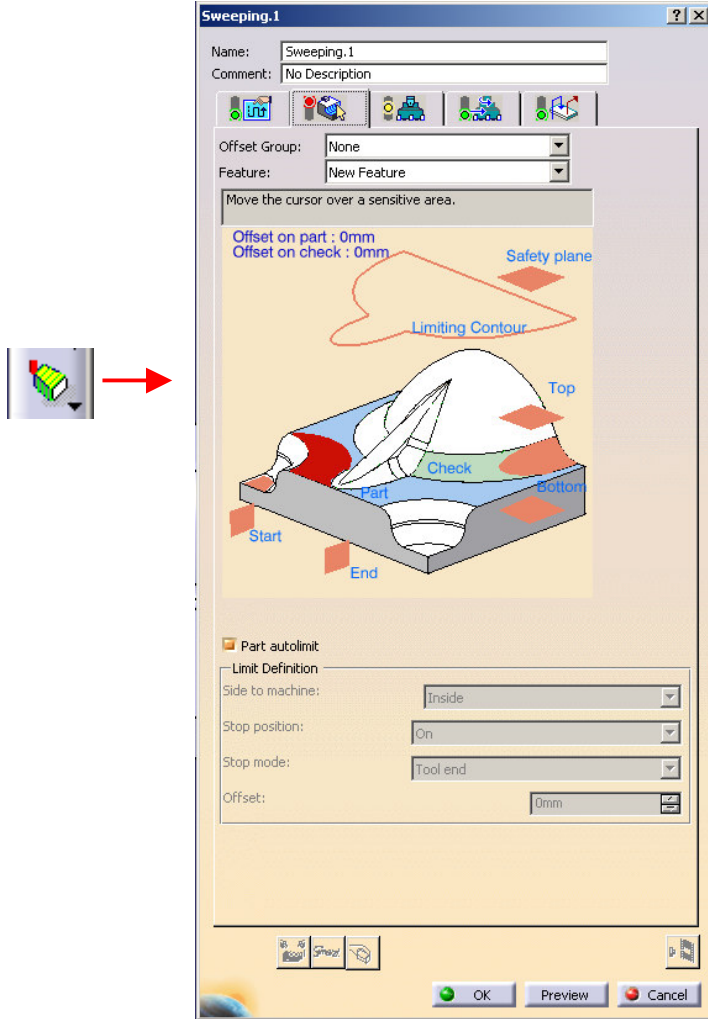 Sweeping.1
Name: Sweeping.1
Comment: No Description
Offset Group: None
Feature: New Feature
Move the cursor over a sensitive area.
Offset on part : 0mm
Offset on check : 0mm
Safety plane
Limiting Contour
Top
Check
Part
Bottom
Start
End
Part autolimit
Limit Definition
Side to machine: Inside
Stop position: On
Stop mode: Tool end
Offset: 0mm
OK Preview Cancel